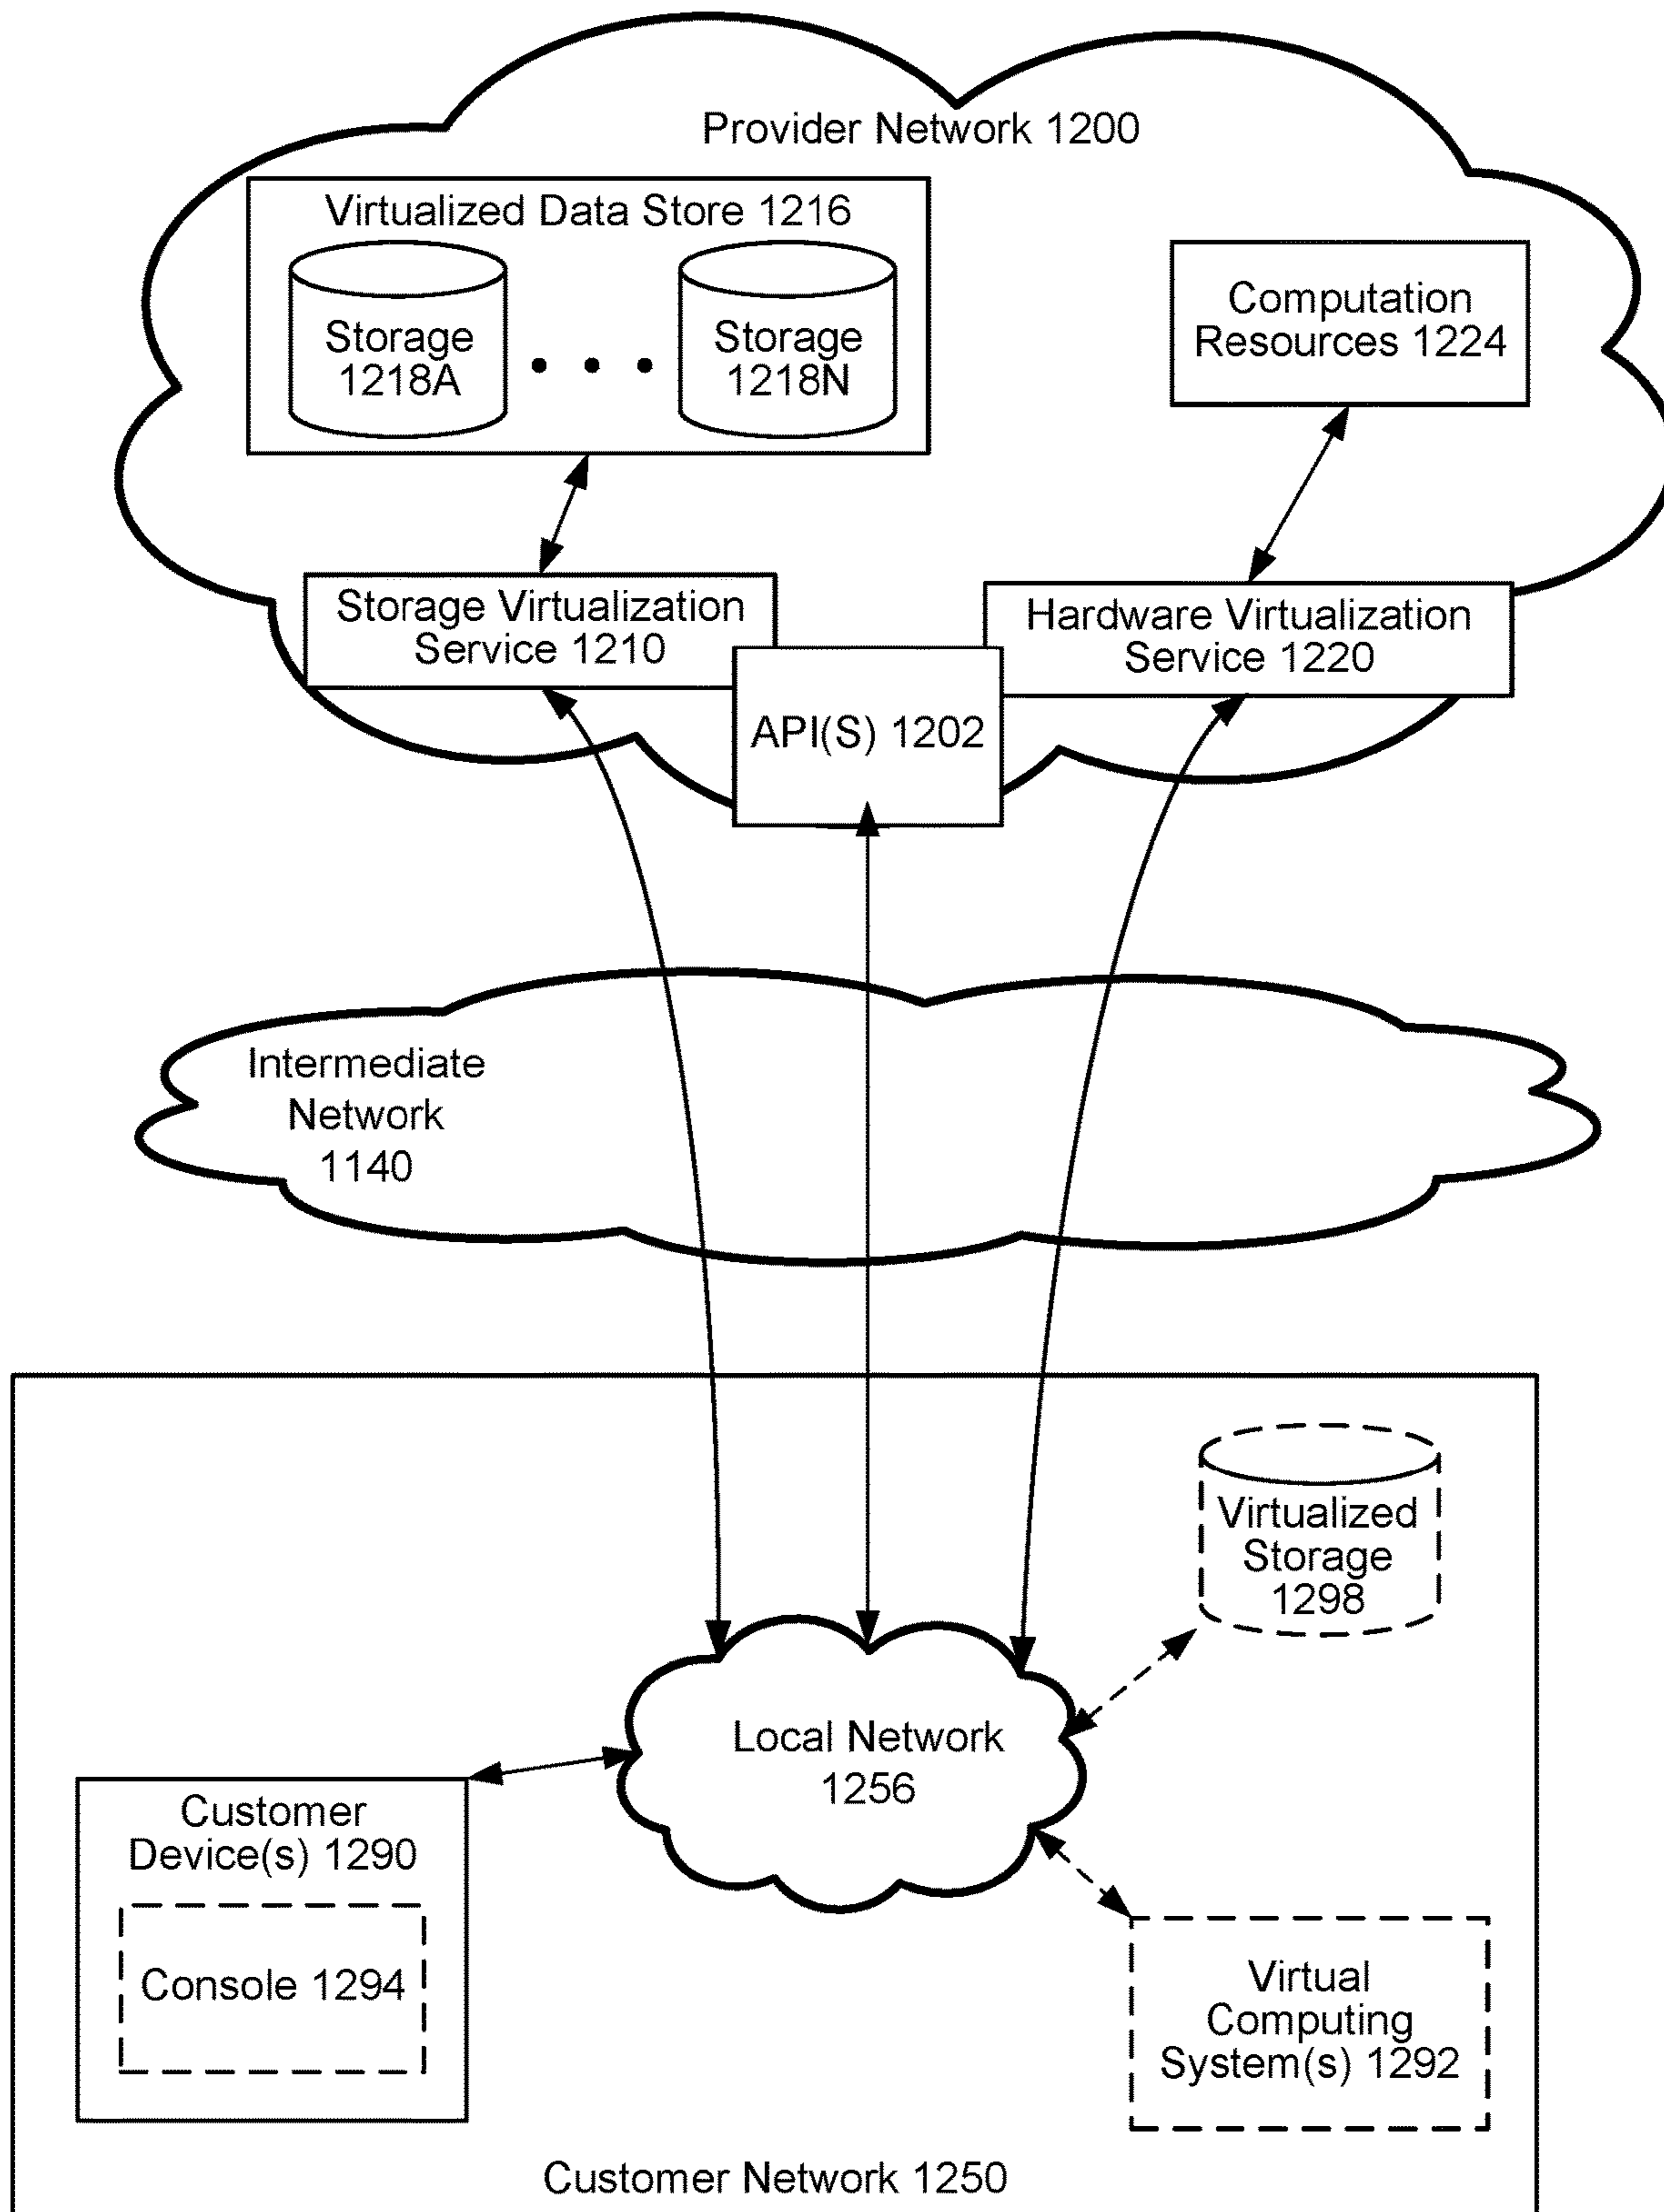 Provider Network 1200
Virtualized Data Store 1216
Storage
1218A
Storage
1218N
Computation
Resources 1224
Storage Virtualization
Service 1210
Hardware Virtualization
Service 1220
API(S) 1202
Intermediate
Network
1140
Virtualized
Storage
1298
Local Network
1256
Customer
Device(s) 1290
Console 1294
Virtual
Computing
System(s) 1292
Customer Network 1250